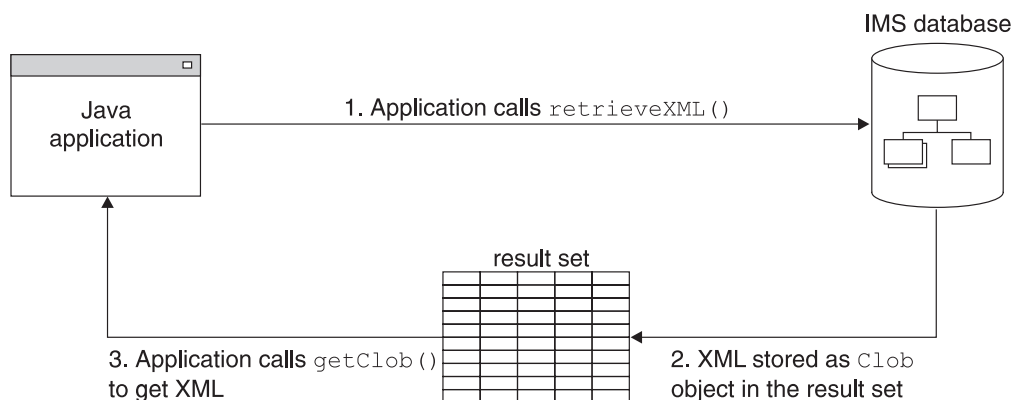 IMS database
Java
application
1. Application calls retrieveXML()
result set
3. Application calls getClob()
to get XML
2. XML stored as Clob
object in the result set